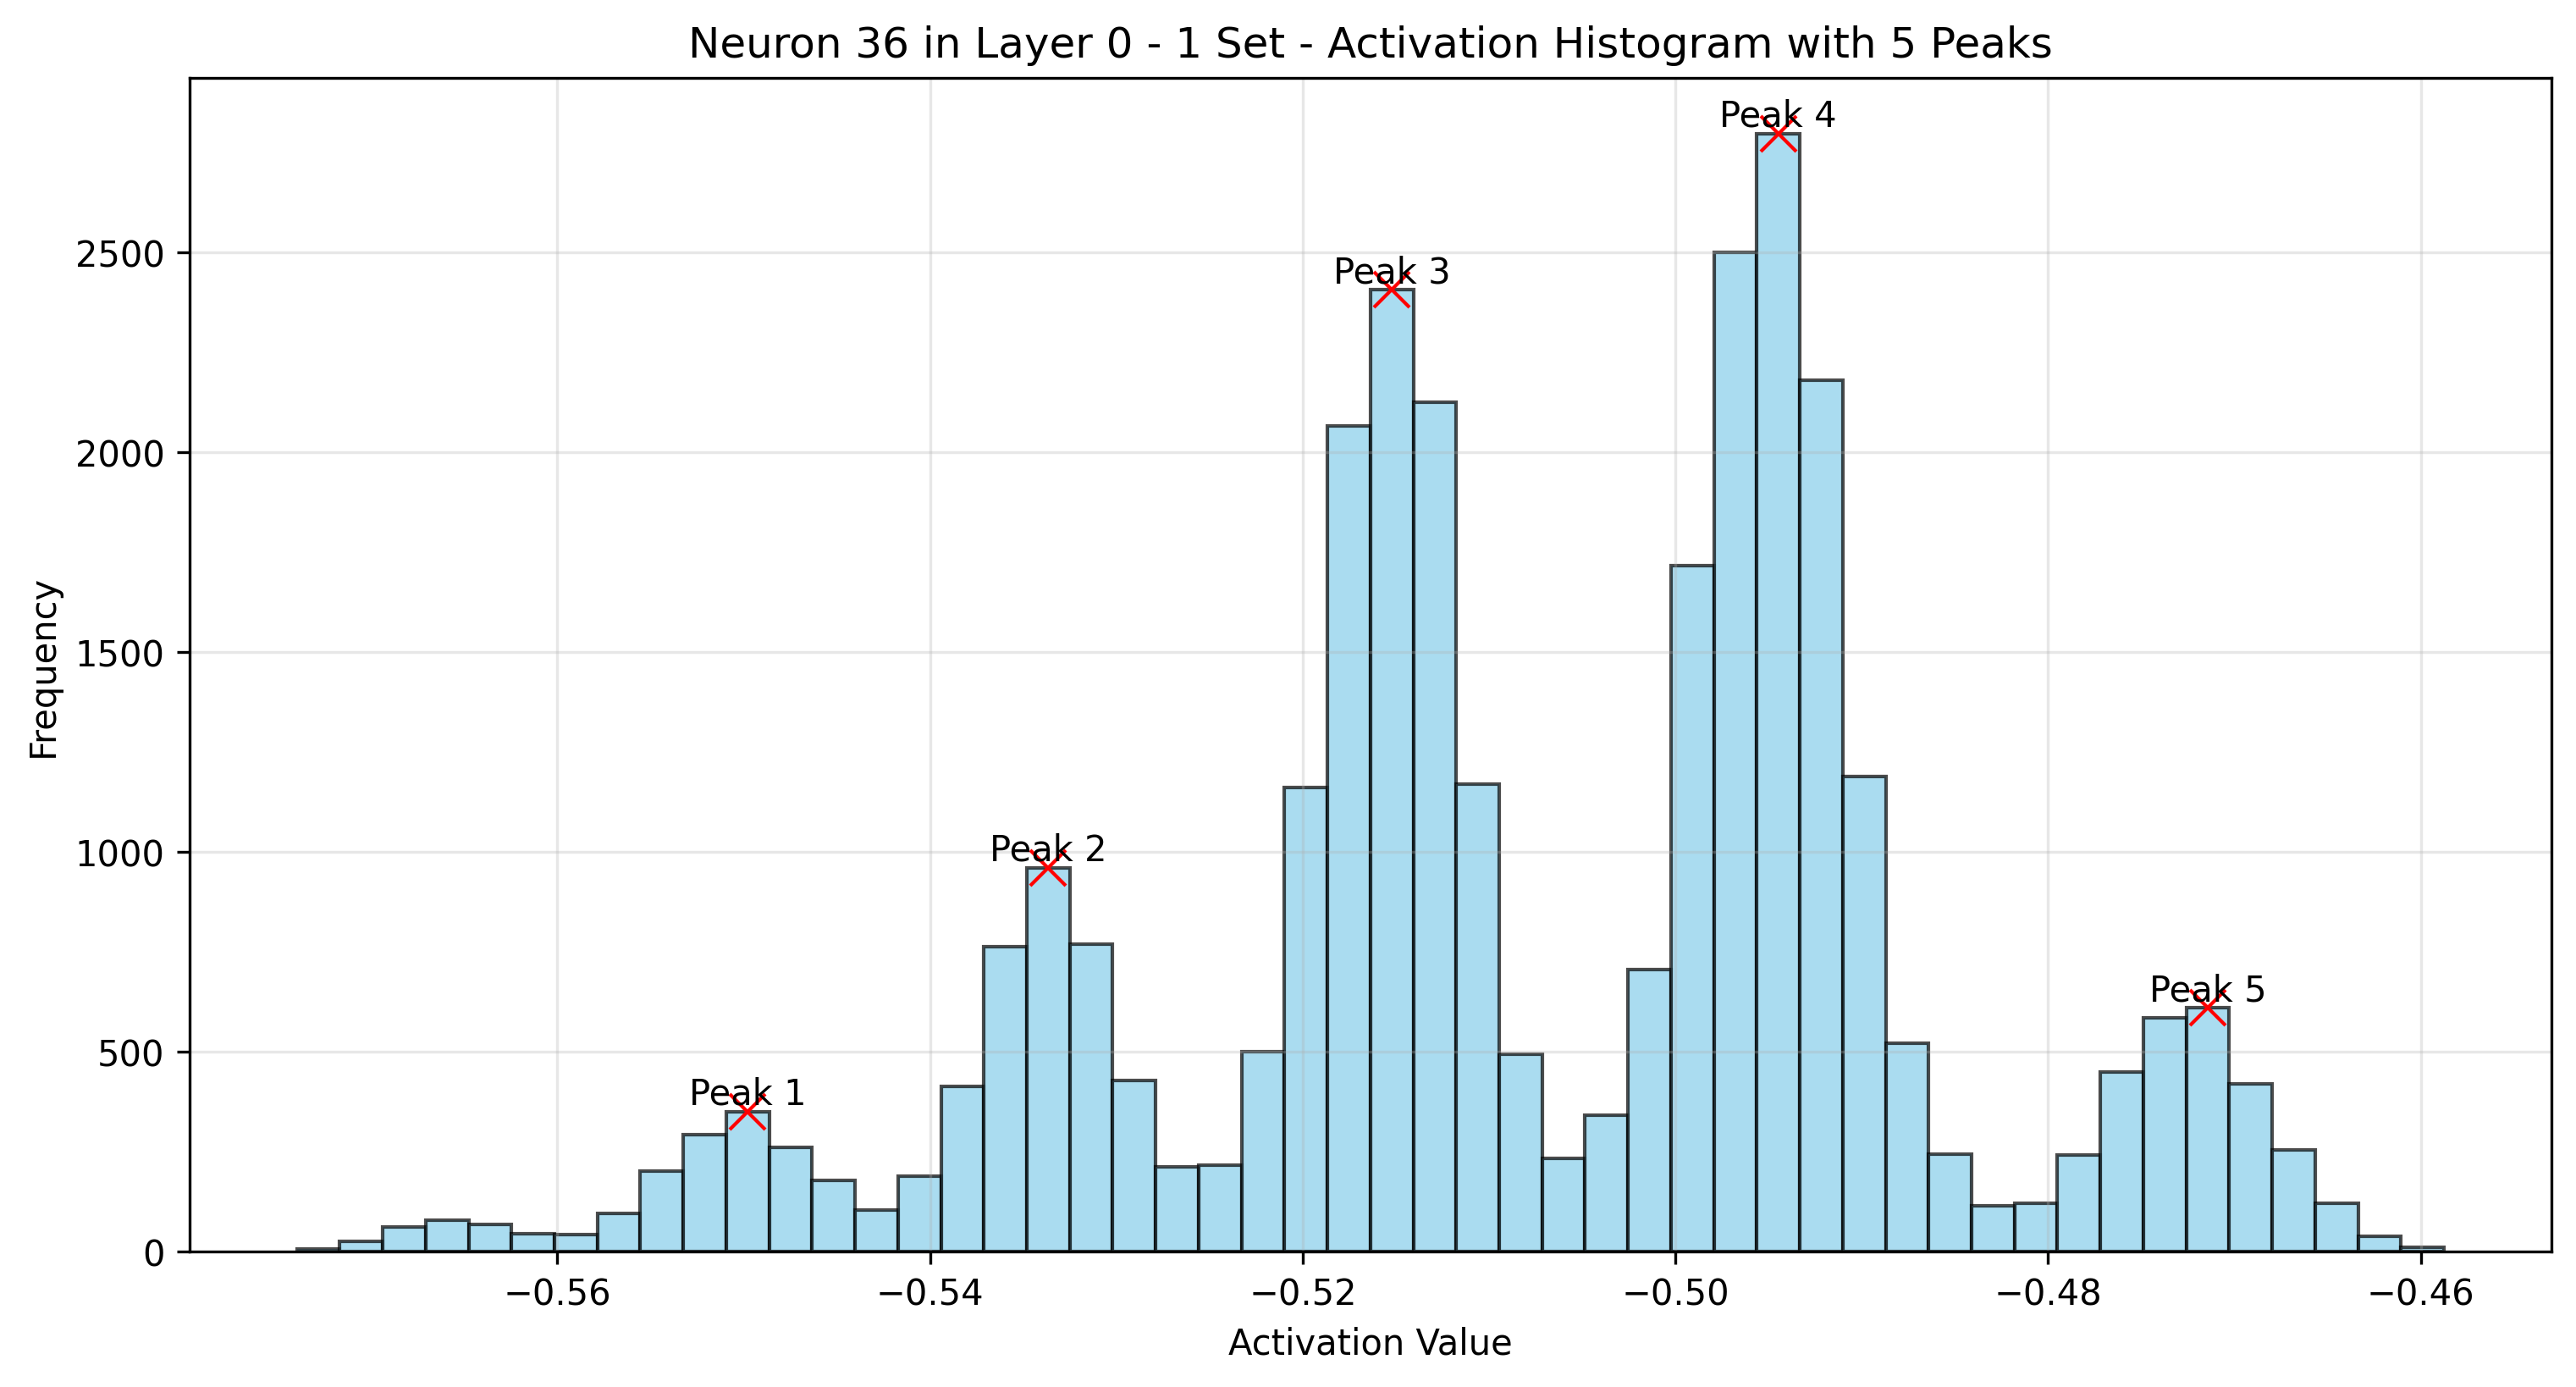 Neuron 36 in Layer 0 - 1 Set - Activation Histogram with 5 Peaks
Peak 4
Peak 3
Peak 2
Peak 5
Peak 1
Frequency
2500
2000
1500
1000
500
0
−0.56
−0.54
−0.52
−0.50
−0.48
−0.46
Activation Value